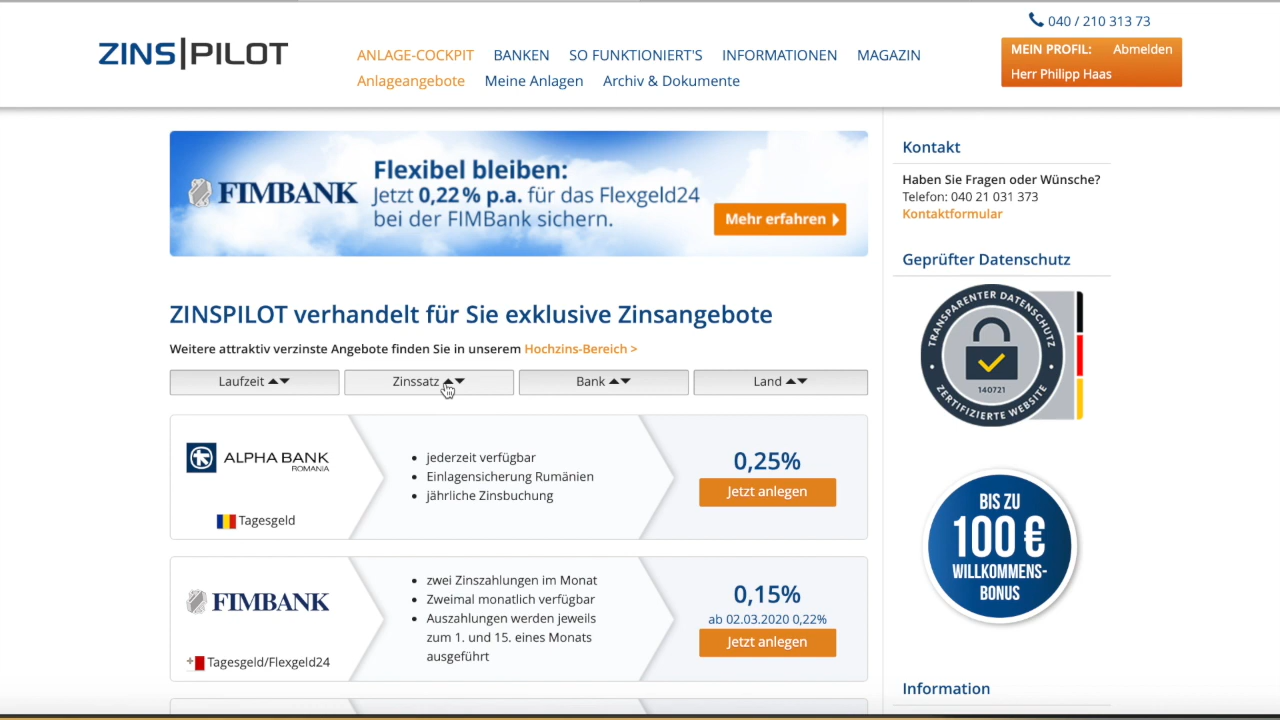 040 / 210 313 73
ZINS|PILOT
ANLAGE-COCKPIT BANKEN SO FUNKTIONIERT'S INFORMATIONEN MAGAZIN
Anlageangebote Meine Anlagen Archiv & Dokumente
MEIN PROFIL: Abmelden
Herr Philipp Haas
FIMBANK
Flexibel bleiben:
Jetzt 0,22 % p.a. für das Flexgeld24
bei der FIMBank sichern.
Mehr erfahren
ZINSPILOT verhandelt für Sie exklusive Zinsangebote
Weitere attraktiv verzinste Angebote finden Sie in unserem Hochzins-Bereich >
Laufzeit Zinssatz Bank Land
ALPHA BANK
ROMANIA
Tagesgeld
jederzeit verfügbar
Einlagensicherung Rumänien
jährliche Zinsbuchung
0,25%
Jetzt anlegen
FIMBANK
Tagesgeld/Flexgeld24
zwei Zinszahlungen im Monat
Zweimal monatlich verfügbar
Auszahlungen werden jeweils
zum 1. und 15. eines Monats
ausgeführt
0,15%
ab 02.03.2020 0,22%
Jetzt anlegen
Kontakt
Haben Sie Fragen oder Wünsche?
Telefon: 040 21 031 373
Kontaktformular
Geprüfter Datenschutz
TRANSPARENTER DATENSCHUTZ
140721
ZERTIFIZIERTE WEBSITE
BIS ZU
100 €
WILLKOMMENS-
BONUS
Information